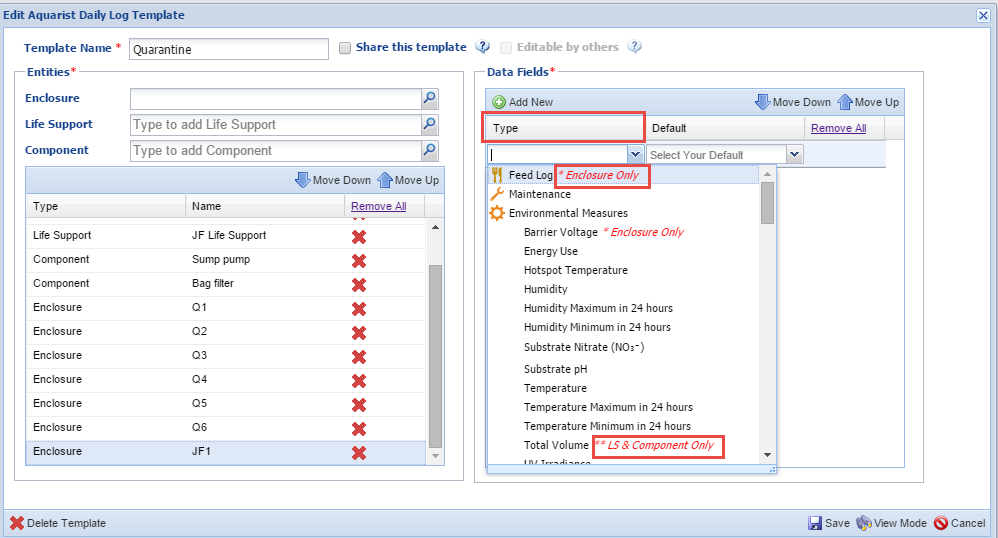 Edit Aquarist Daily Log Template
Template Name * Quarantine Share this template Editable by others
Entities*
Enclosure
Life Support Type to add Life Support
Component Type to add Component
Move Down Move Up
Type Name Remove All
Life Support JF Life Support
Component Sump pump
Component Bag filter
Enclosure Q1
Enclosure Q2
Enclosure Q3
Enclosure Q4
Enclosure Q5
Enclosure Q6
Enclosure JF1
Data Fields*
Add New Move Down Move Up
Type Default Remove All
Select Your Default
Feed Log * Enclosure Only
Maintenance
Environmental Measures
Barrier Voltage * Enclosure Only
Energy Use
Hotspot Temperature
Humidity
Humidity Maximum in 24 hours
Humidity Minimum in 24 hours
Substrate Nitrate (NO₃⁻)
Substrate pH
Temperature
Temperature Maximum in 24 hours
Temperature Minimum in 24 hours
Total Volume ** LS & Component Only
UV Irradiance
Delete Template Save View Mode Cancel